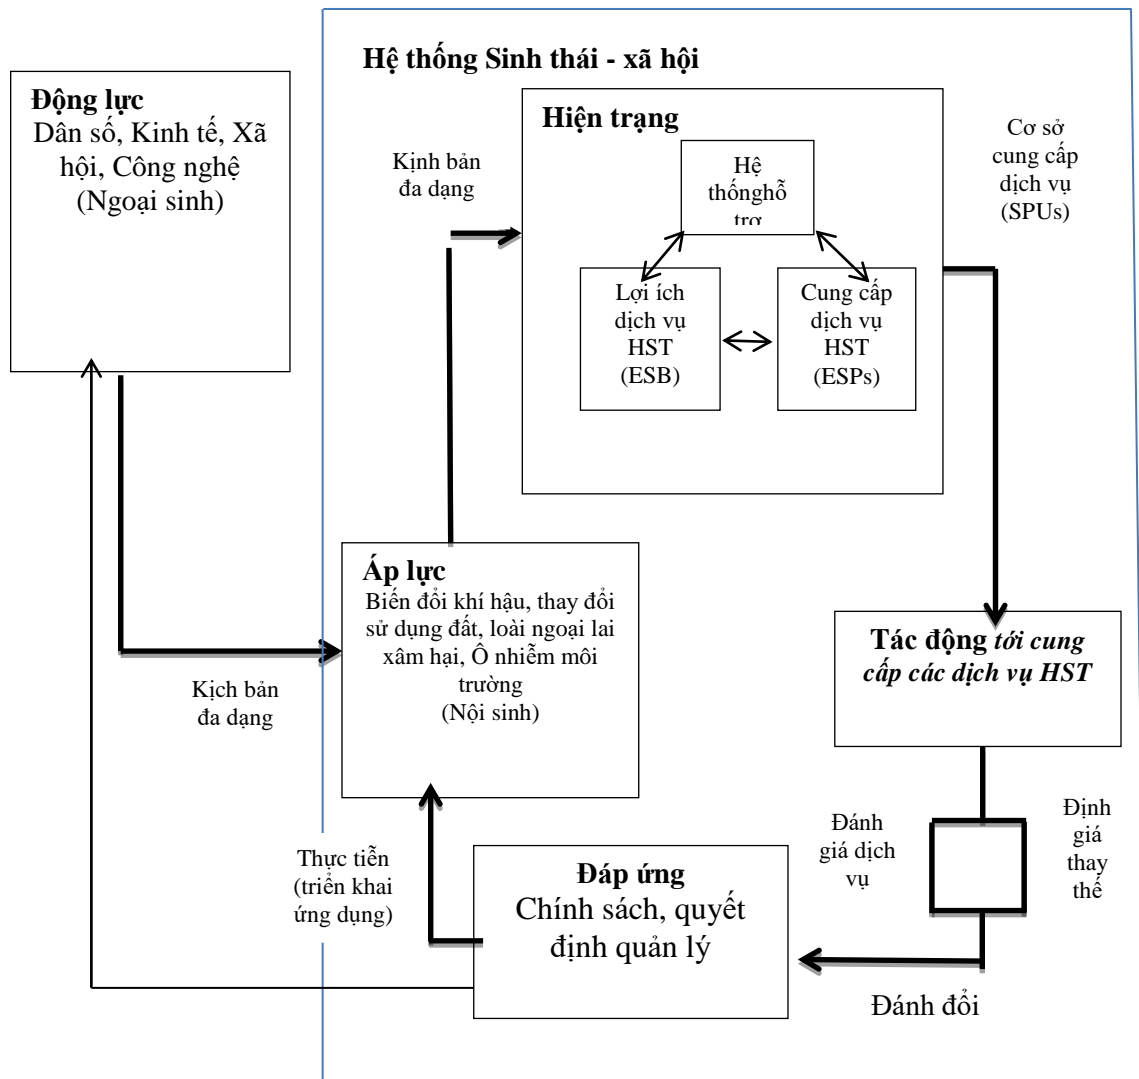 Hệ thống Sinh thái - xã hội
Động lực
Dân số, Kinh tế, Xã
hội, Công nghệ
(Ngoại sinh)
Hiện trạng
Kịnh bản
đa dạng
Cơ sở
cung cấp
dịch vụ
(SPUs)
Hệ
thốnghỗ
trợ
Lợi ích
dịch vụ
HST
(ESB)
Cung cấp
dịch vụ
HST
(ESPs)
Áp lực
Biến đổi khí hậu, thay đổi
sử dụng đất, loài ngoại lai
xâm hại, Ô nhiễm môi
trường
(Nội sinh)
Kịch bản
đa dạng
Tác động tới cung
cấp các dịch vụ HST
Đánh
giá dịch
vụ
Định
giá
thay
thế
Thực tiễn
(triển khai
ứng dụng)
Đáp ứng
Chính sách, quyết
định quản lý
Đánh đổi